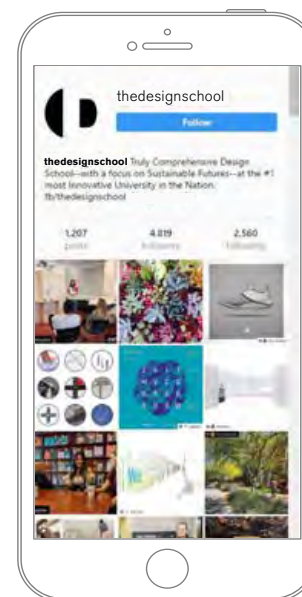 thedesignschool
Follow
thedesignschool Truly Comprehensive Design
School--with a focus on Sustainable Futures--at the #1
most Innovative University in the Nation.
fb/thedesignschool
1,207 4,819 2,560
posts followers following